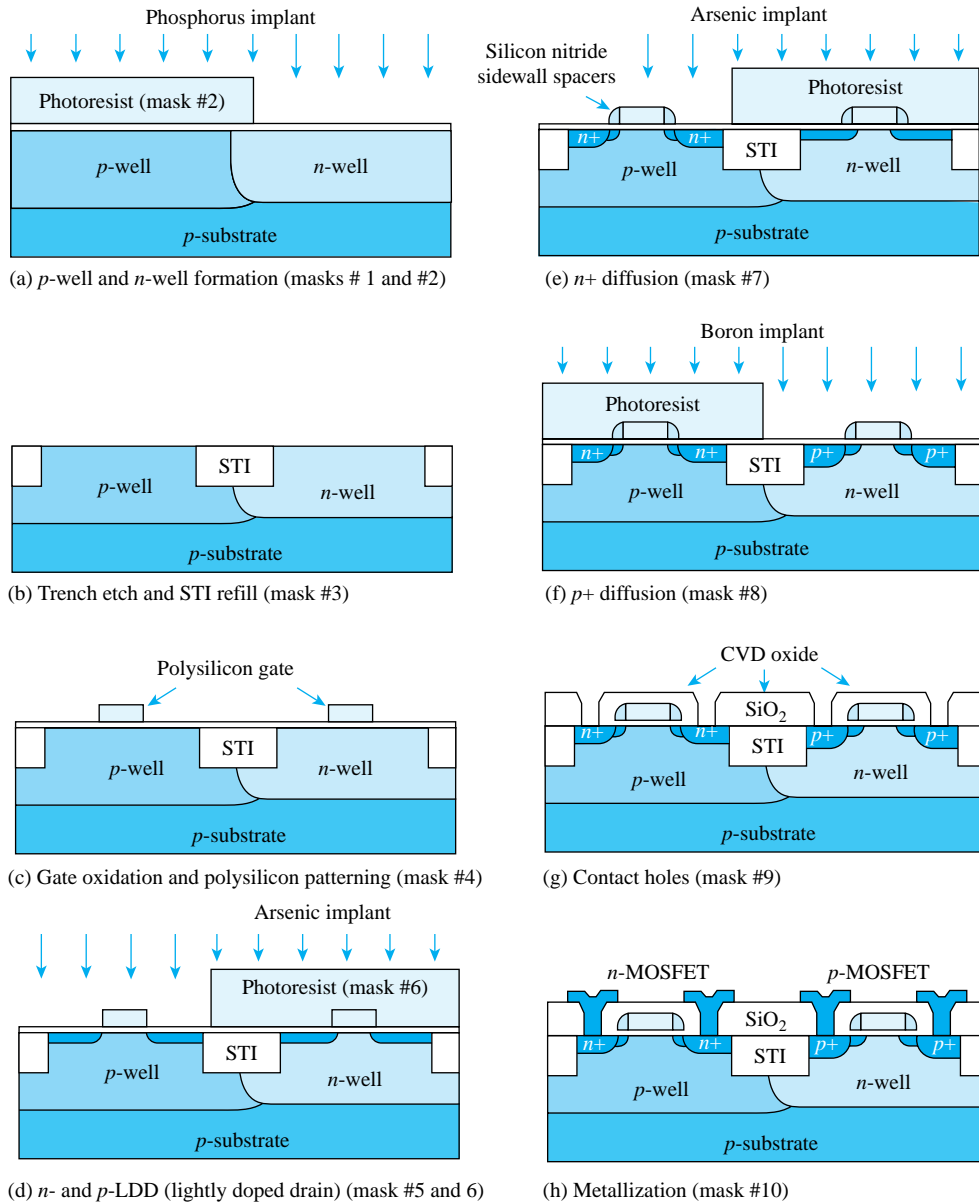 Phosphorus implant
Photoresist (mask #2)
p-well
n-well
p-substrate
(a) p-well and n-well formation (masks # 1 and #2)
STI
p-well
n-well
p-substrate
(b) Trench etch and STI refill (mask #3)
Polysilicon gate
STI
p-well
n-well
p-substrate
(c) Gate oxidation and polysilicon patterning (mask #4)
Arsenic implant
Photoresist (mask #6)
STI
p-well
n-well
p-substrate
(d) n- and p-LDD (lightly doped drain) (mask #5 and 6)
Arsenic implant
Silicon nitride
sidewall spacers
Photoresist
n+ n+ STI
p-well
n-well
p-substrate
(e) n+ diffusion (mask #7)
Boron implant
Photoresist
n+ n+ STI p+ p+
p-well
n-well
p-substrate
(f) p+ diffusion (mask #8)
CVD oxide
SiO2
n+ n+ STI p+ p+
p-well
n-well
p-substrate
(g) Contact holes (mask #9)
n-MOSFET p-MOSFET
SiO2
n+ n+ STI p+ p+
p-well
n-well
p-substrate
(h) Metallization (mask #10)